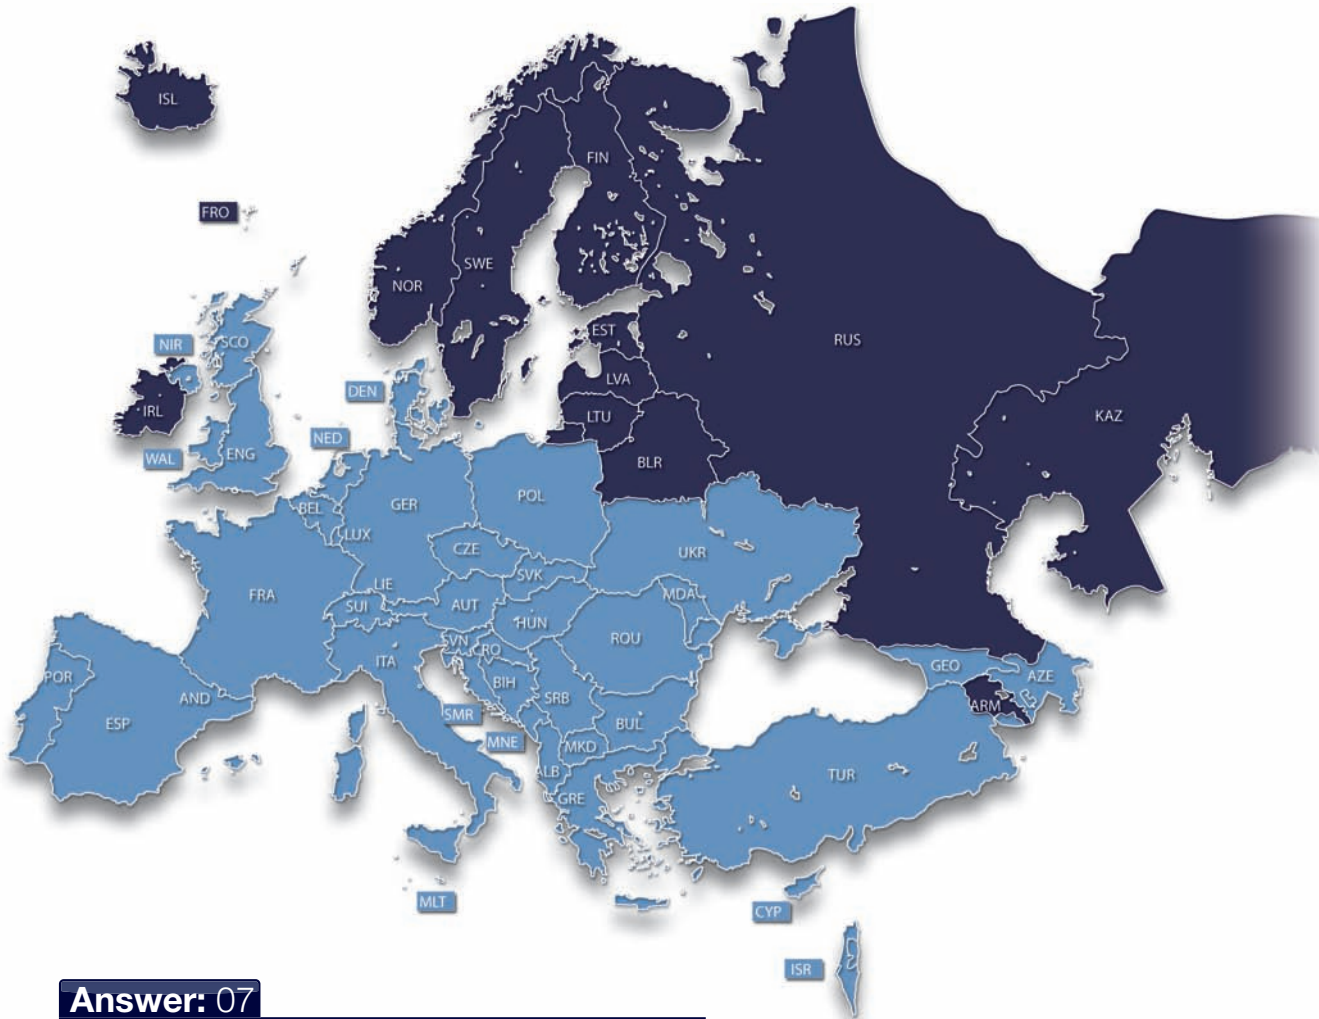 ISL
FIN
FRO
SWE
NOR
EST
RUS
SCO
NIR
LVA
DEN
IRL
LTU
KAZ
NED
WAL
ENG
BLR
POL
GER
BEL
LUX
CZE
UKR
SVK
LIE
FRA
MDA
SUI
AUT
HUN
ROU
VN
CRO
ITA
GEO
POR
AZE
BIH
AND
SRB
ARM
SMR
ESP
BUL
MNE
MKD
ALB
TUR
GRE
MLT
CYP
ISR
Answer: 07